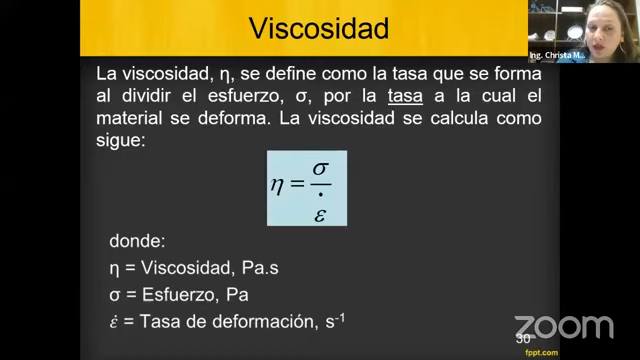 Viscosidad
Ing. Christa M...
La viscosidad, η, se define como la tasa que se forma
al dividir el esfuerzo, σ, por la tasa a la cual el
material se deforma. La viscosidad se calcula como
sigue:
η = σ / ε̇
donde:
η = Viscosidad, Pa.s
σ = Esfuerzo, Pa
ε̇ = Tasa de deformación, s⁻¹
30
zoom
fppt.com